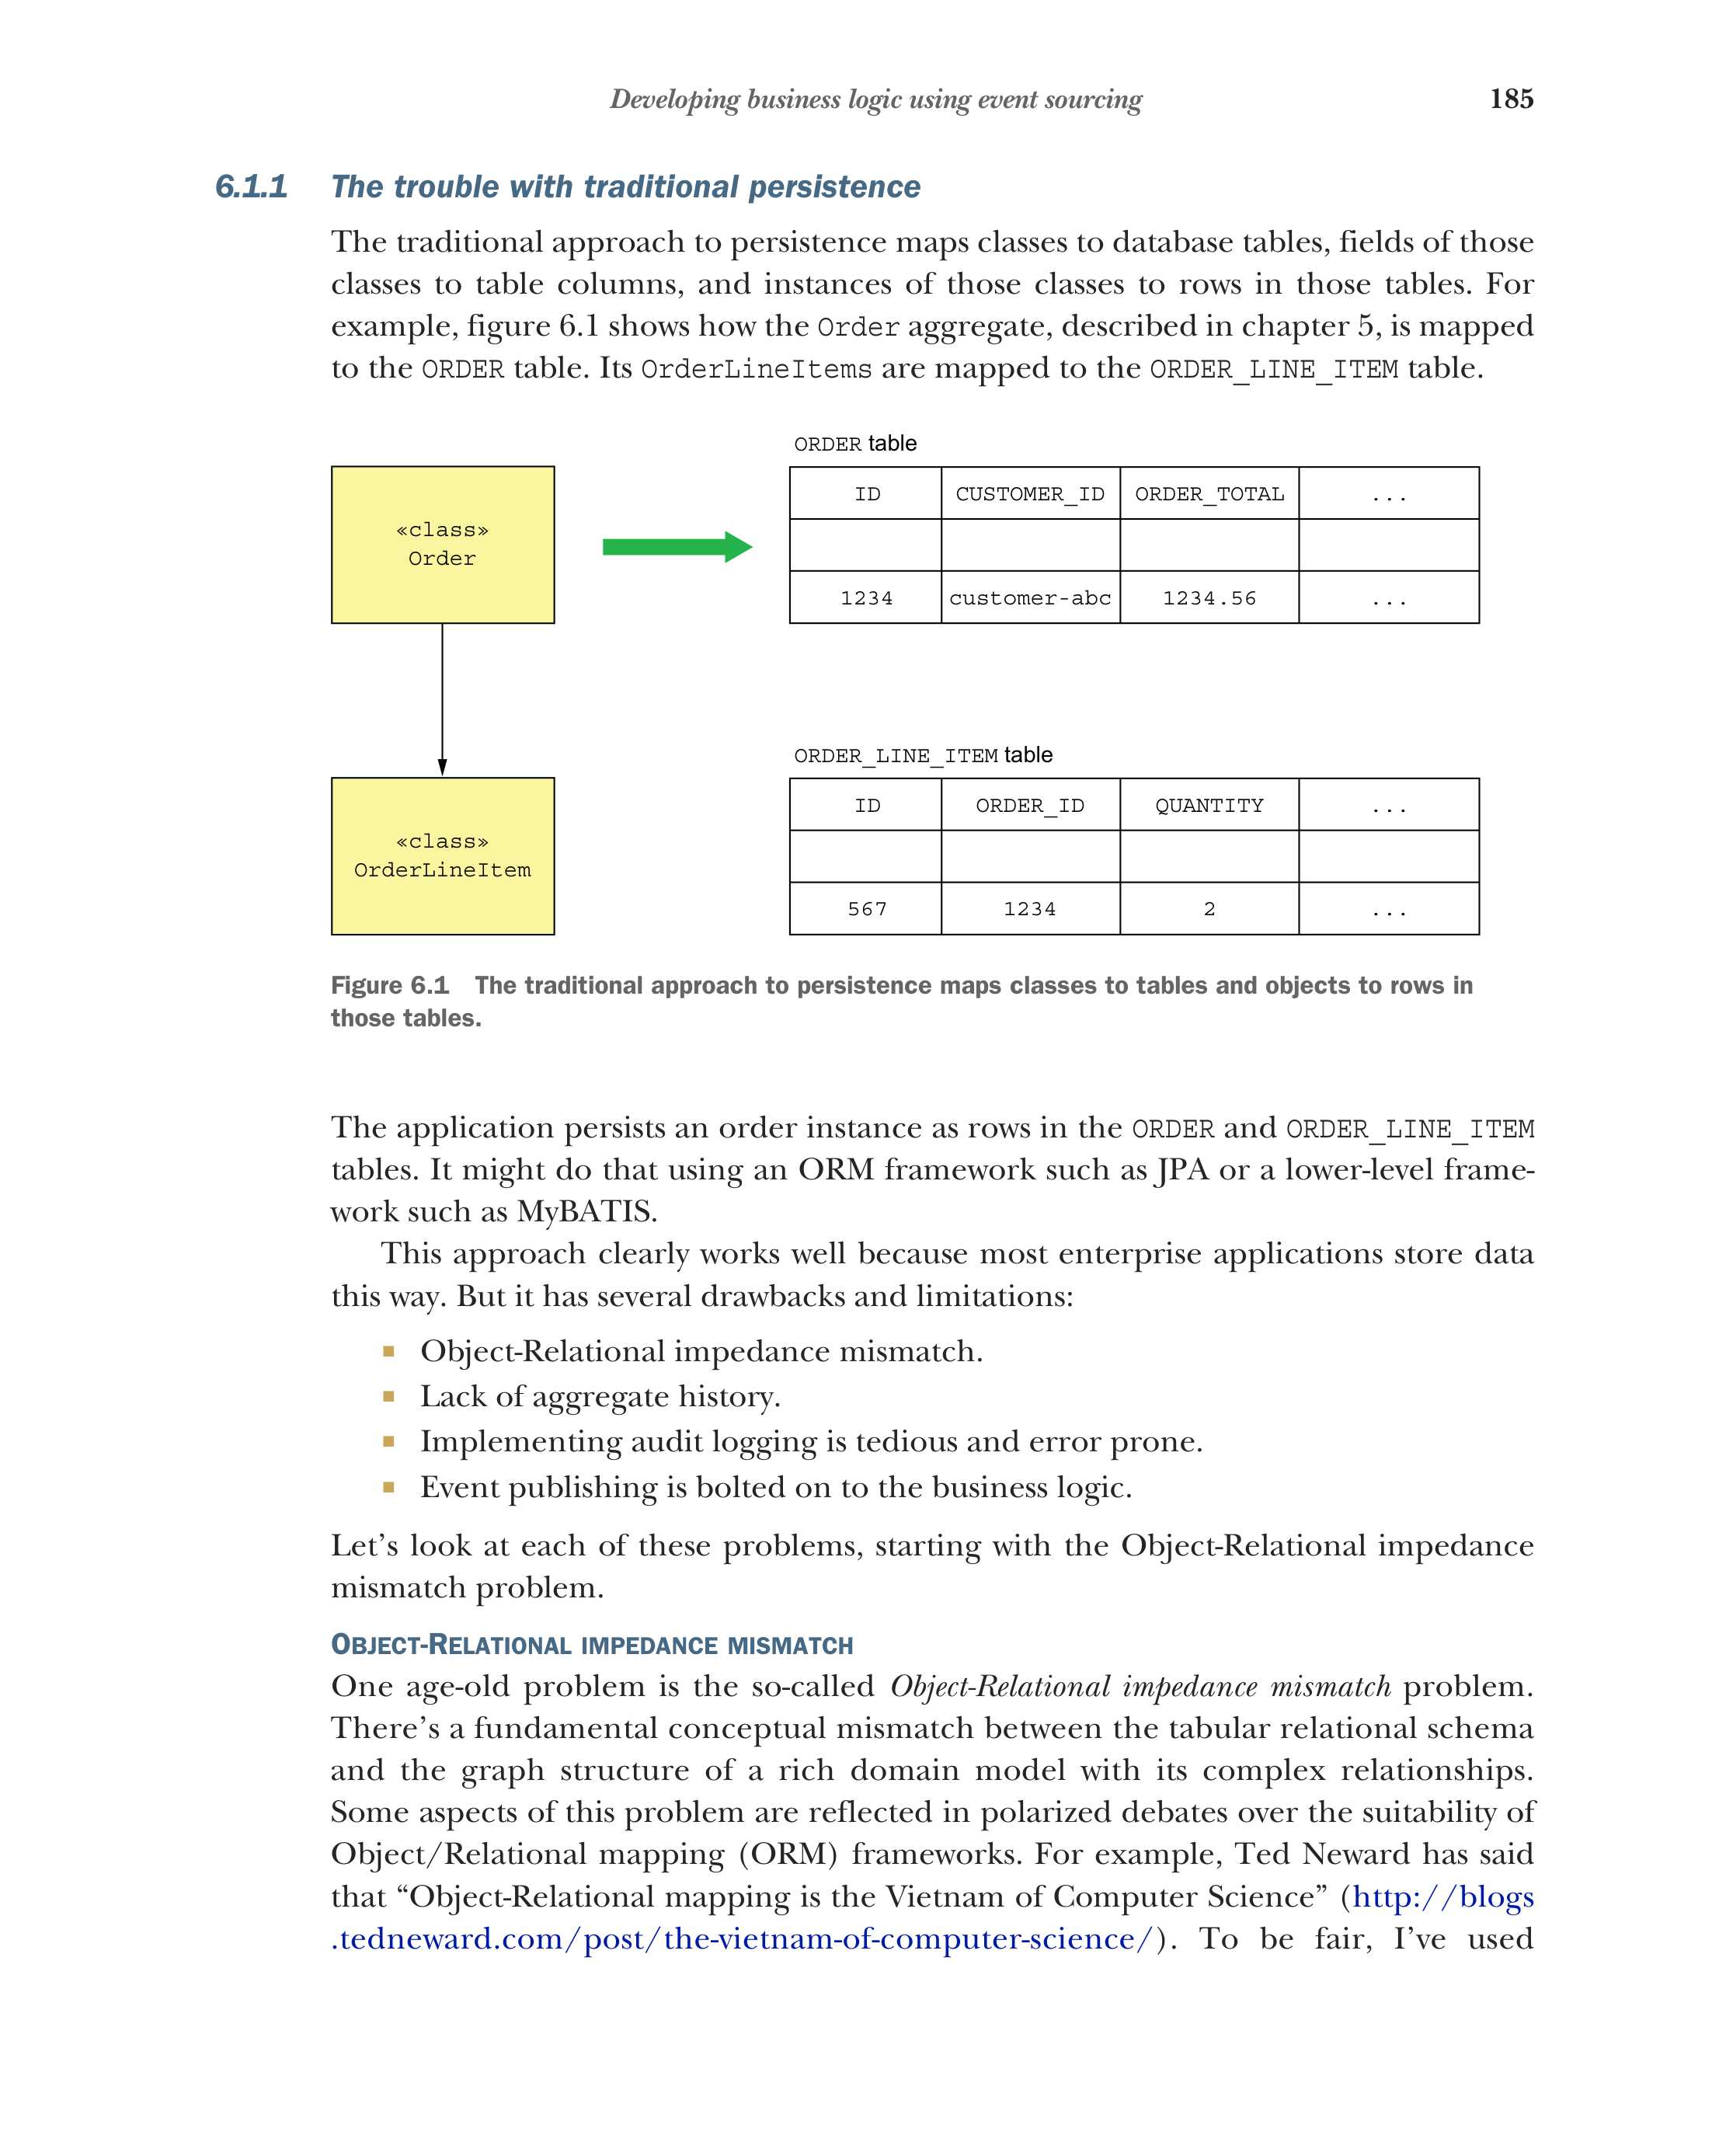 Developing business logic using event sourcing 185
6.1.1 The trouble with traditional persistence
The traditional approach to persistence maps classes to database tables, fields of those
classes to table columns, and instances of those classes to rows in those tables. For
example, figure 6.1 shows how the Order aggregate, described in chapter 5, is mapped
to the ORDER table. Its OrderLineItems are mapped to the ORDER_LINE_ITEM table.
«class»
Order
ORDER table
ID CUSTOMER_ID ORDER_TOTAL ...
1234 customer-abc 1234.56 ...
«class»
OrderLineItem
ORDER_LINE_ITEM table
ID ORDER_ID QUANTITY ...
567 1234 2 ...
Figure 6.1 The traditional approach to persistence maps classes to tables and objects to rows in
those tables.
The application persists an order instance as rows in the ORDER and ORDER_LINE_ITEM
tables. It might do that using an ORM framework such as JPA or a lower-level frame-
work such as MyBATIS.
This approach clearly works well because most enterprise applications store data
this way. But it has several drawbacks and limitations:
■ Object-Relational impedance mismatch.
■ Lack of aggregate history.
■ Implementing audit logging is tedious and error prone.
■ Event publishing is bolted on to the business logic.
Let’s look at each of these problems, starting with the Object-Relational impedance
mismatch problem.
OBJECT-RELATIONAL IMPEDANCE MISMATCH
One age-old problem is the so-called Object-Relational impedance mismatch problem.
There’s a fundamental conceptual mismatch between the tabular relational schema
and the graph structure of a rich domain model with its complex relationships.
Some aspects of this problem are reflected in polarized debates over the suitability of
Object/Relational mapping (ORM) frameworks. For example, Ted Neward has said
that “Object-Relational mapping is the Vietnam of Computer Science” (http://blogs
.tedneward.com/post/the-vietnam-of-computer-science/). To be fair, I’ve used